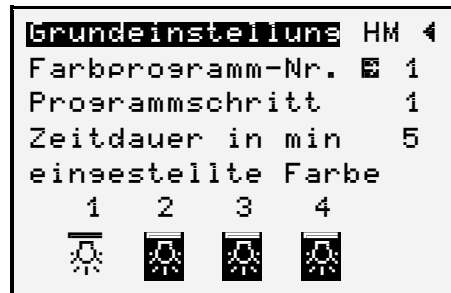 Grundeinstellung HM
Farbprogramm-Nr. 1
Programmschritt 1
Zeitdauer in min 5
eingestellte Farbe
1 2 3 4